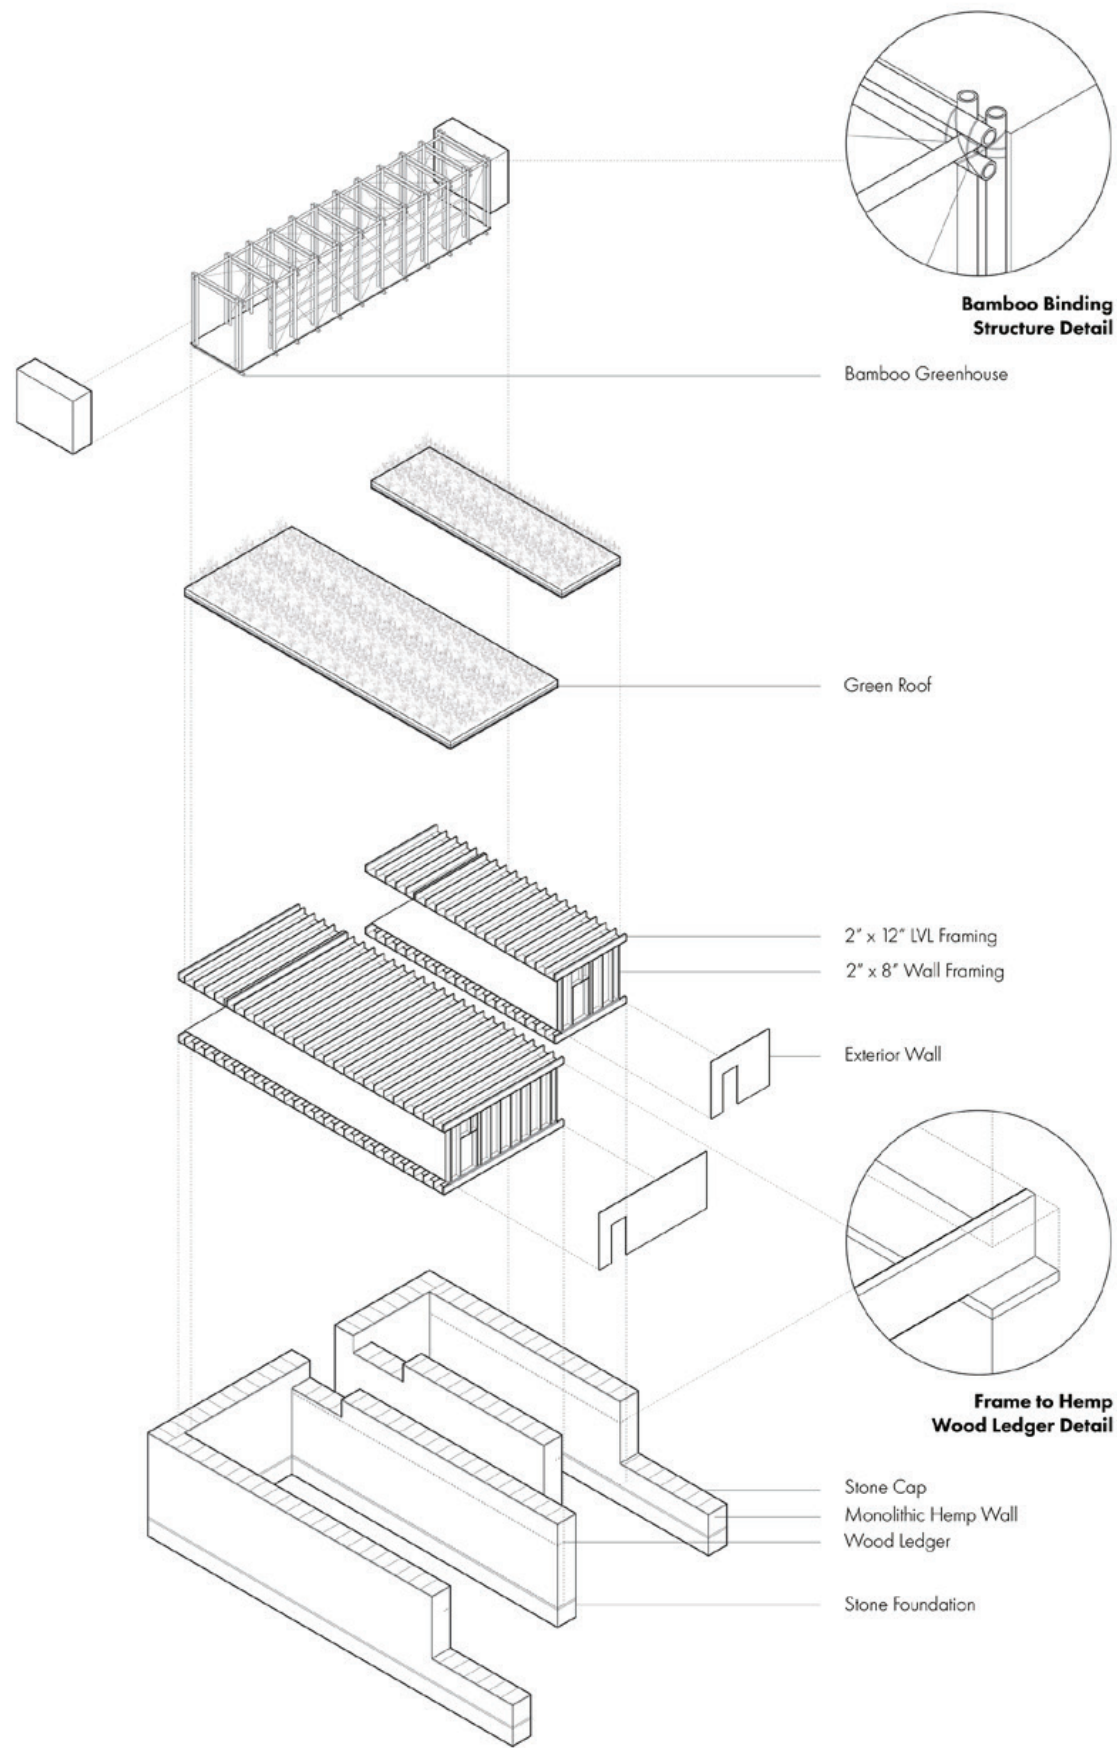 Bamboo Binding
Structure Detail
Bamboo Greenhouse
Green Roof
2” x 12” LVL Framing
2” x 8” Wall Framing
Exterior Wall
Frame to Hemp
Wood Ledger Detail
Stone Cap
Monolithic Hemp Wall
Wood Ledger
Stone Foundation